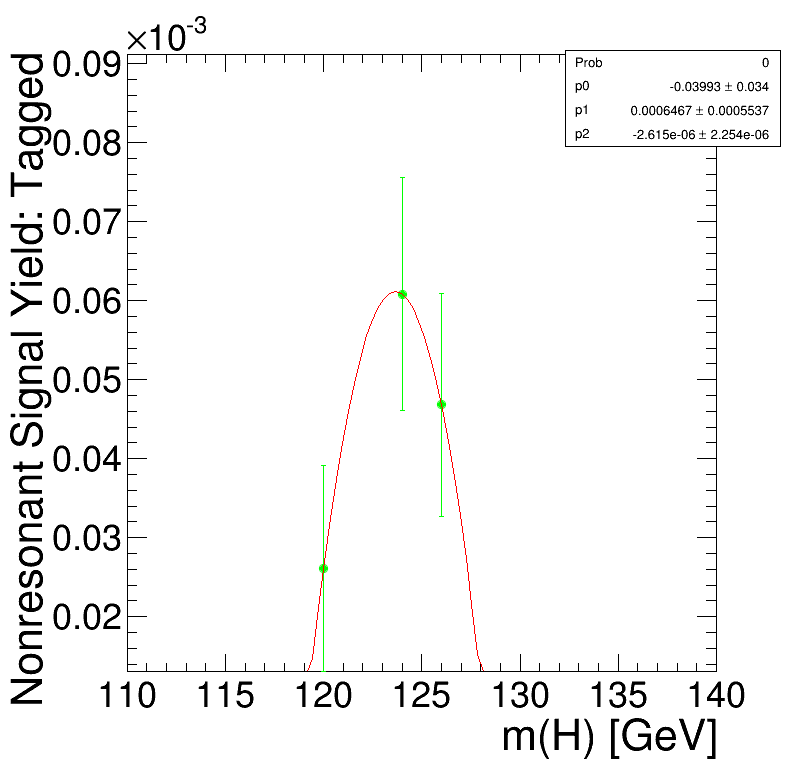 ×10-3
Nonresonant Signal Yield: Tagged
0.09
0.08
0.07
0.06
0.05
0.04
0.03
0.02
Prob 0
p0 -0.03993 ± 0.034
p1 0.0006467 ± 0.0005537
p2 -2.615e-06 ± 2.254e-06
110 115 120 125 130 135 140
m(H) [GeV]